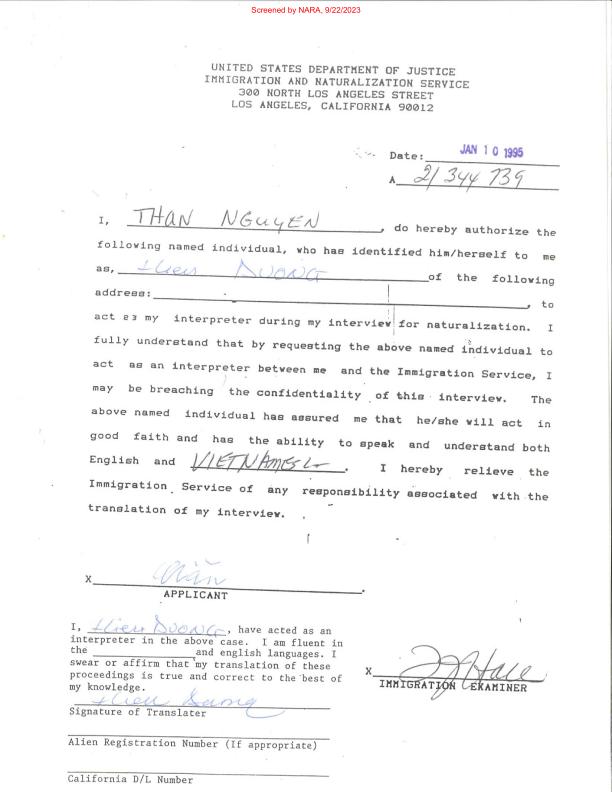 Screened by NARA, 9/22/2023
UNITED STATES DEPARTMENT OF JUSTICE
IMMIGRATION AND NATURALIZATION SERVICE
300 NORTH LOS ANGELES STREET
LOS ANGELES, CALIFORNIA 90012
Date: JAN 10 1995
A 21 344 739
I, THAN NGUYEN, do hereby authorize the
following named individual, who has identified him/herself to me
as, Hien DUONG of the following
address: , to
act as my interpreter during my interview for naturalization. I
fully understand that by requesting the above named individual to
act as an interpreter between me and the Immigration Service, I
may be breaching the confidentiality of this interview. The
above named individual has assured me that he/she will act in
good faith and has the ability to speak and understand both
English and VIETNAMESE. I hereby relieve the
Immigration Service of any responsibility associated with the
translation of my interview.
X
APPLICANT
I, Hien DUONG, have acted as an
interpreter in the above case. I am fluent in
the and english languages. I
swear or affirm that my translation of these
proceedings is true and correct to the best of
my knowledge.
Hien Duong
Signature of Translater
Alien Registration Number (If appropriate)
California D/L Number
X Hall
IMMIGRATION EXAMINER